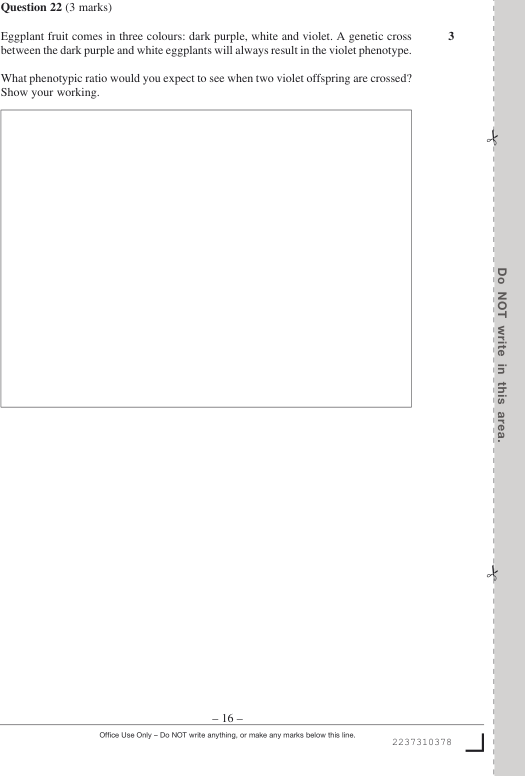 Question 22 (3 marks)
Eggplant fruit comes in three colours: dark purple, white and violet. A genetic cross 3
between the dark purple and white eggplants will always result in the violet phenotype.
What phenotypic ratio would you expect to see when two violet offspring are crossed?
Show your working.
Do NOT write in this area.
– 16 –
Office Use Only – Do NOT write anything, or make any marks below this line.
2237310378